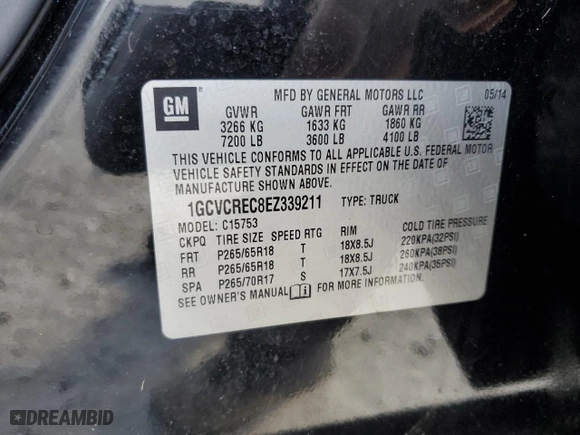 GM
MFD BY GENERAL MOTORS LLC 05/14
GVWR GAWR FRT GAWR RR
3266 KG 1633 KG 1860 KG
7200 LB 3600 LB 4100 LB
THIS VEHICLE CONFORMS TO ALL APPLICABLE U.S. FEDERAL MOTOR
VEHICLE SAFETY STANDARDS IN EFFECT ON THE DATE OF
MANUFACTURE SHOWN ABOVE.
1GCVCREC8EZ339211 TYPE: TRUCK
MODEL: C15753
CKPQ TIRE SIZE SPEED RTG RIM COLD TIRE PRESSURE
FRT P265/65R18 T 18X8.5J 220KPA(32PSI)
RR P265/65R18 T 18X8.5J 260KPA(38PSI)
SPA P265/70R17 S 17X7.5J 240KPA(35PSI)
SEE OWNER'S MANUAL FOR MORE INFORMATION.
DREAMBID